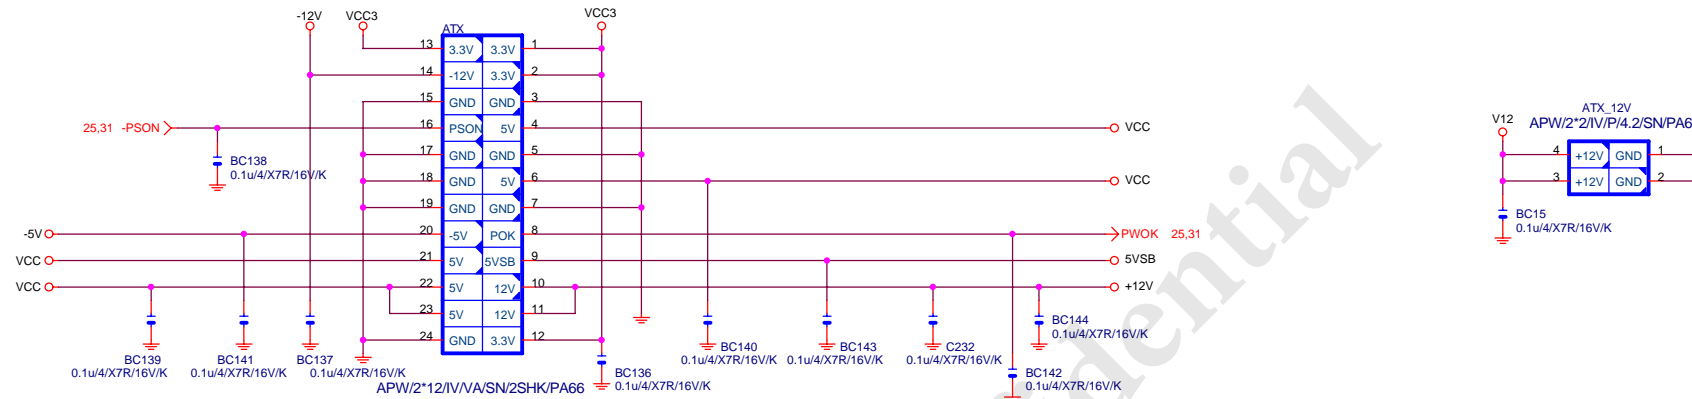 -12V
VCC3
VCC3
ATX
13 3.3V 3.3V 1
14 -12V 3.3V 2
15 GND GND 3
25,31 -PSON 16 PSON 5V 4 VCC
17 GND GND 5
18 GND 5V 6 VCC
19 GND GND 7
-5V 20 -5V POK 8 PWOK 25,31
VCC 21 5V 5VSB 9 5VSB
VCC 22 5V 12V 10 +12V
23 5V 12V 11
24 GND 3.3V 12
BC138
0.1u/4/X7R/16V/K
BC139
0.1u/4/X7R/16V/K
BC141
0.1u/4/X7R/16V/K
BC137
0.1u/4/X7R/16V/K
APW/2*12/IV/VA/SN/2SHK/PA66
BC136
0.1u/4/X7R/16V/K
BC140
0.1u/4/X7R/16V/K
BC143
0.1u/4/X7R/16V/K
C232
0.1u/4/X7R/16V/K
BC144
0.1u/4/X7R/16V/K
BC142
0.1u/4/X7R/16V/K
ATX_12V
V12
APW/2*2/IV/P/4.2/SN/PA6
4 +12V GND 1
3 +12V GND 2
BC15
0.1u/4/X7R/16V/K
dential